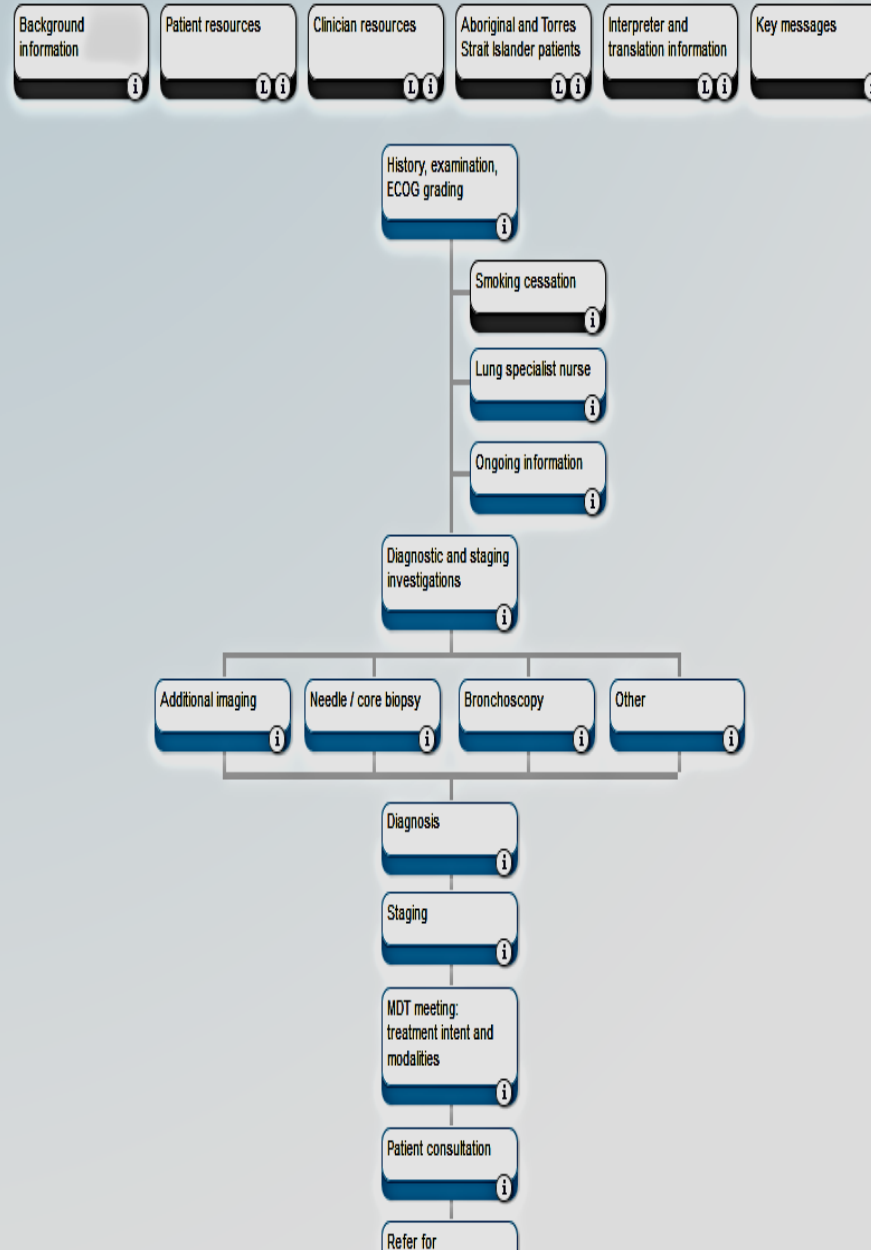 Background
information
i
Patient resources
L i
Clinician resources
L i
Aboriginal and Torres
Strait Islander patients
L i
Interpreter and
translation information
L i
Key messages
i
History, examination,
ECOG grading
i
Smoking cessation
i
Lung specialist nurse
i
Ongoing information
i
Diagnostic and staging
investigations
i
Additional imaging
i
Needle / core biopsy
i
Bronchoscopy
i
Other
i
Diagnosis
i
Staging
i
MDT meeting:
treatment intent and
modalities
i
Patient consultation
i
Refer for